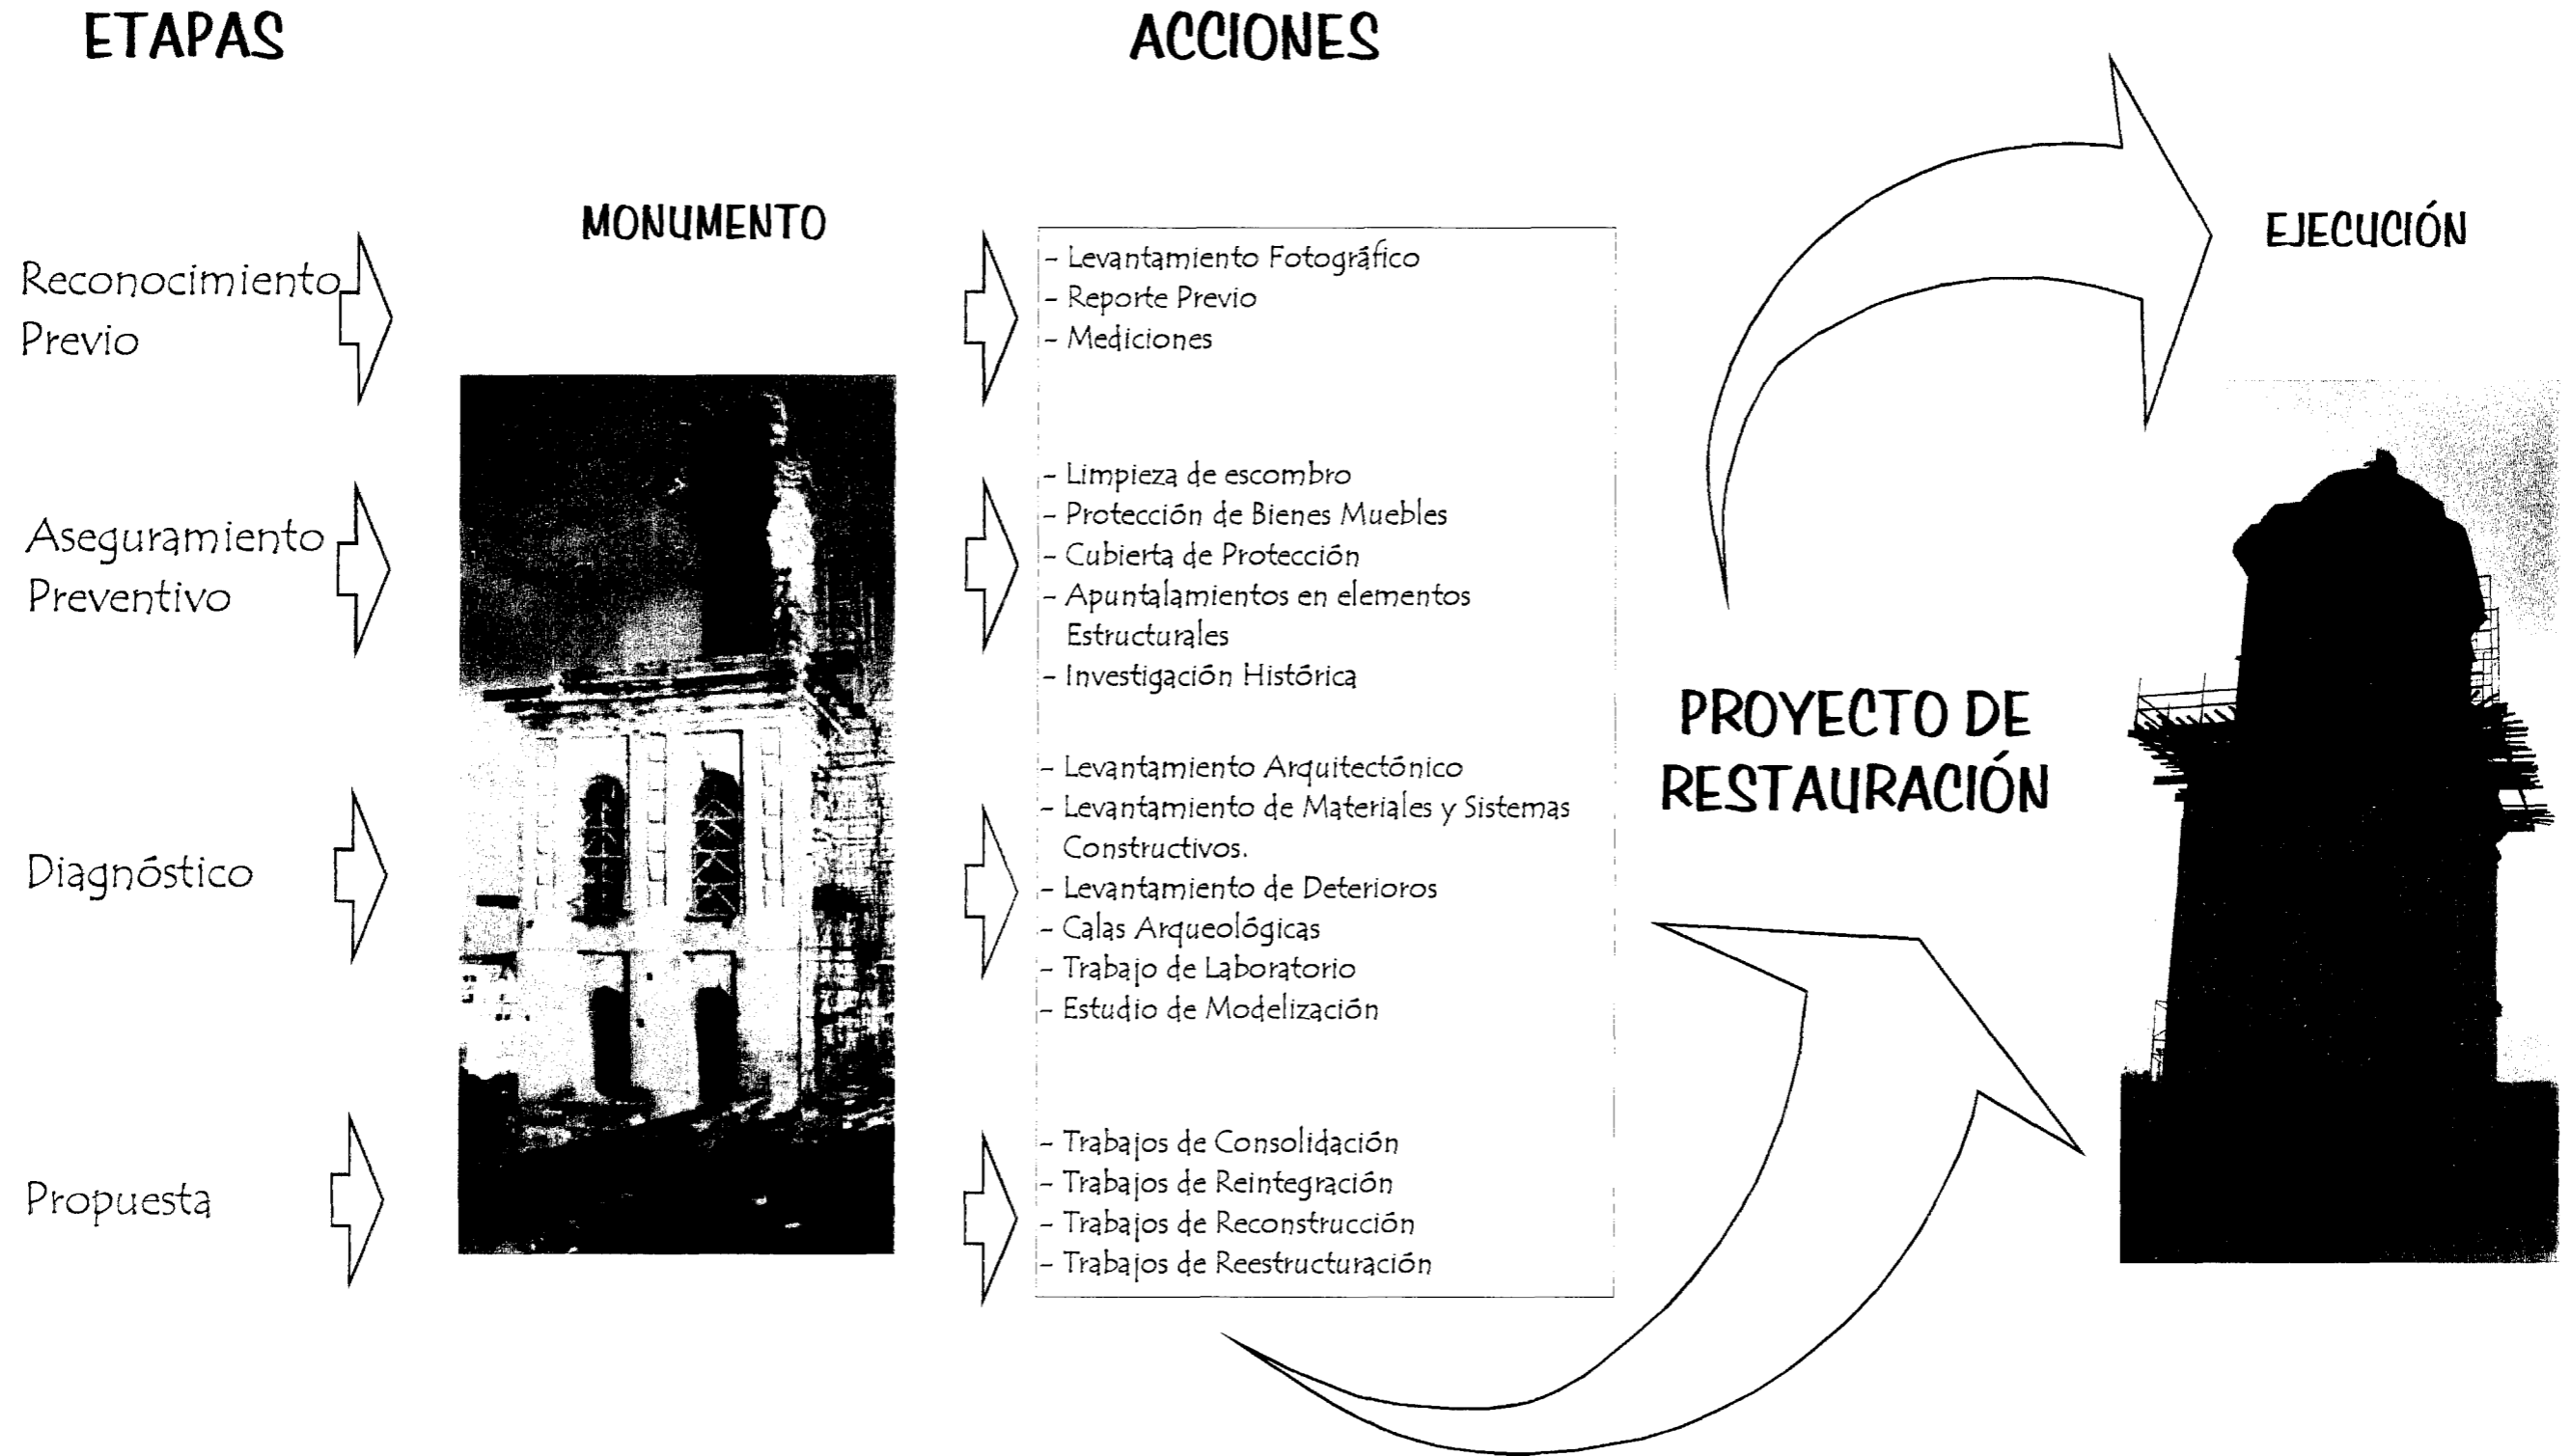 ETAPAS
ACCIONES
MONUMENTO
EJECUCIÓN
Reconocimiento
Previo
- Levantamiento Fotográfico
- Reporte Previo
- Mediciones
Aseguramiento
Preventivo
- Limpieza de escombro
- Protección de Bienes Muebles
- Cubierta de Protección
- Apuntalamientos en elementos
Estructurales
- Investigación Histórica
Diagnóstico
- Levantamiento Arquitectónico
- Levantamiento de Materiales y Sistemas
Constructivos.
- Levantamiento de Deterioros
- Calas Arqueológicas
- Trabajo de Laboratorio
- Estudio de Modelización
Propuesta
- Trabajos de Consolidación
- Trabajos de Reintegración
- Trabajos de Reconstrucción
- Trabajos de Reestructuración
PROYECTO DE
RESTAURACIÓN